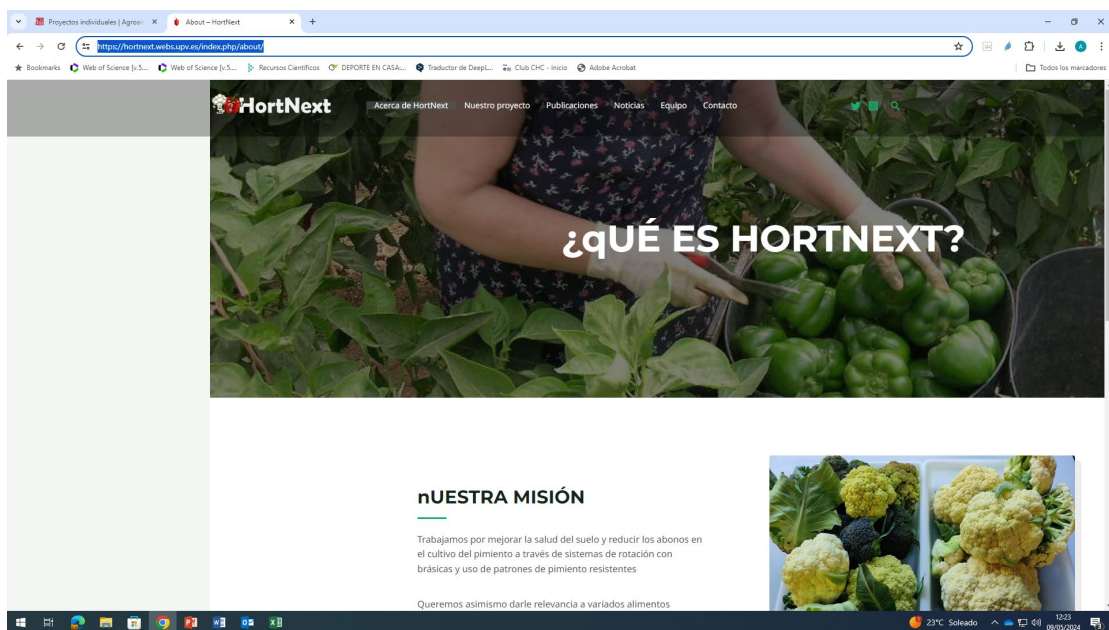 Proyectos individuales | Agroali
About – HortNext
https://hortnext.webs.upv.es/index.php/about/
Bookmarks
Web of Science [v.5....
Web of Science [v.5....
Recursos Científicos
DEPORTE EN CASA:...
Traductor de DeepL...
Club CHC - Inicio
Adobe Acrobat
Todos los marcadores
HortNext
Acerca de HortNext
Nuestro proyecto
Publicaciones
Noticias
Equipo
Contacto
¿qUÉ ES HORTNEXT?
nUESTRA MISIÓN
Trabajamos por mejorar la salud del suelo y reducir los abonos en
el cultivo del pimiento a través de sistemas de rotación con
brásicas y uso de patrones de pimiento resistentes
Queremos asimismo darle relevancia a variados alimentos
23°C Soleado
12:23
09/05/2024